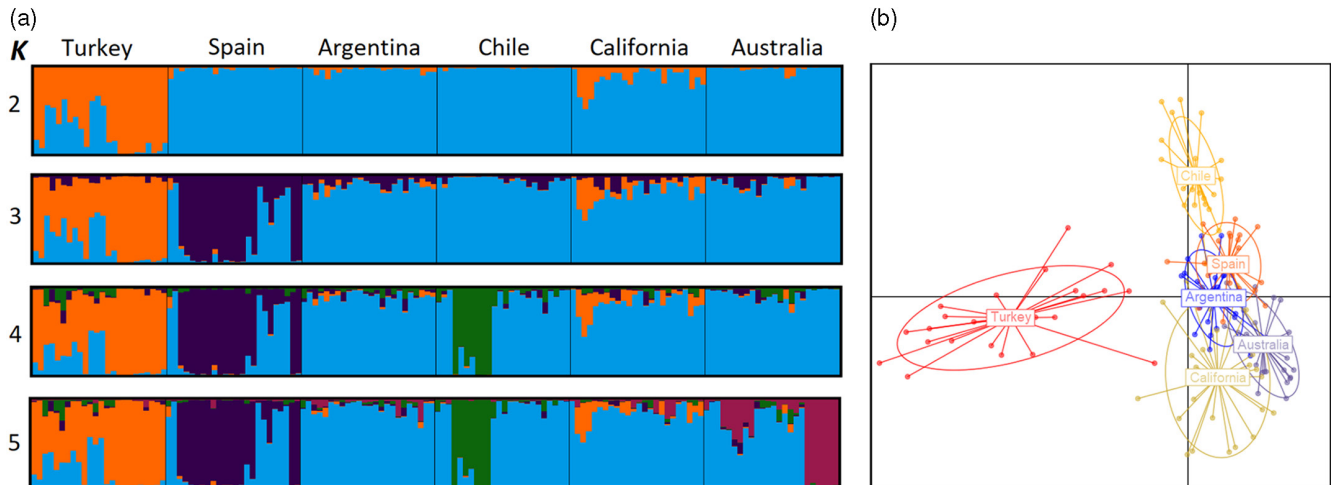 (a)
K Turkey Spain Argentina Chile California Australia
2
3
4
5
(b)
Chile
Spain
Argentina
Turkey
Australia
California